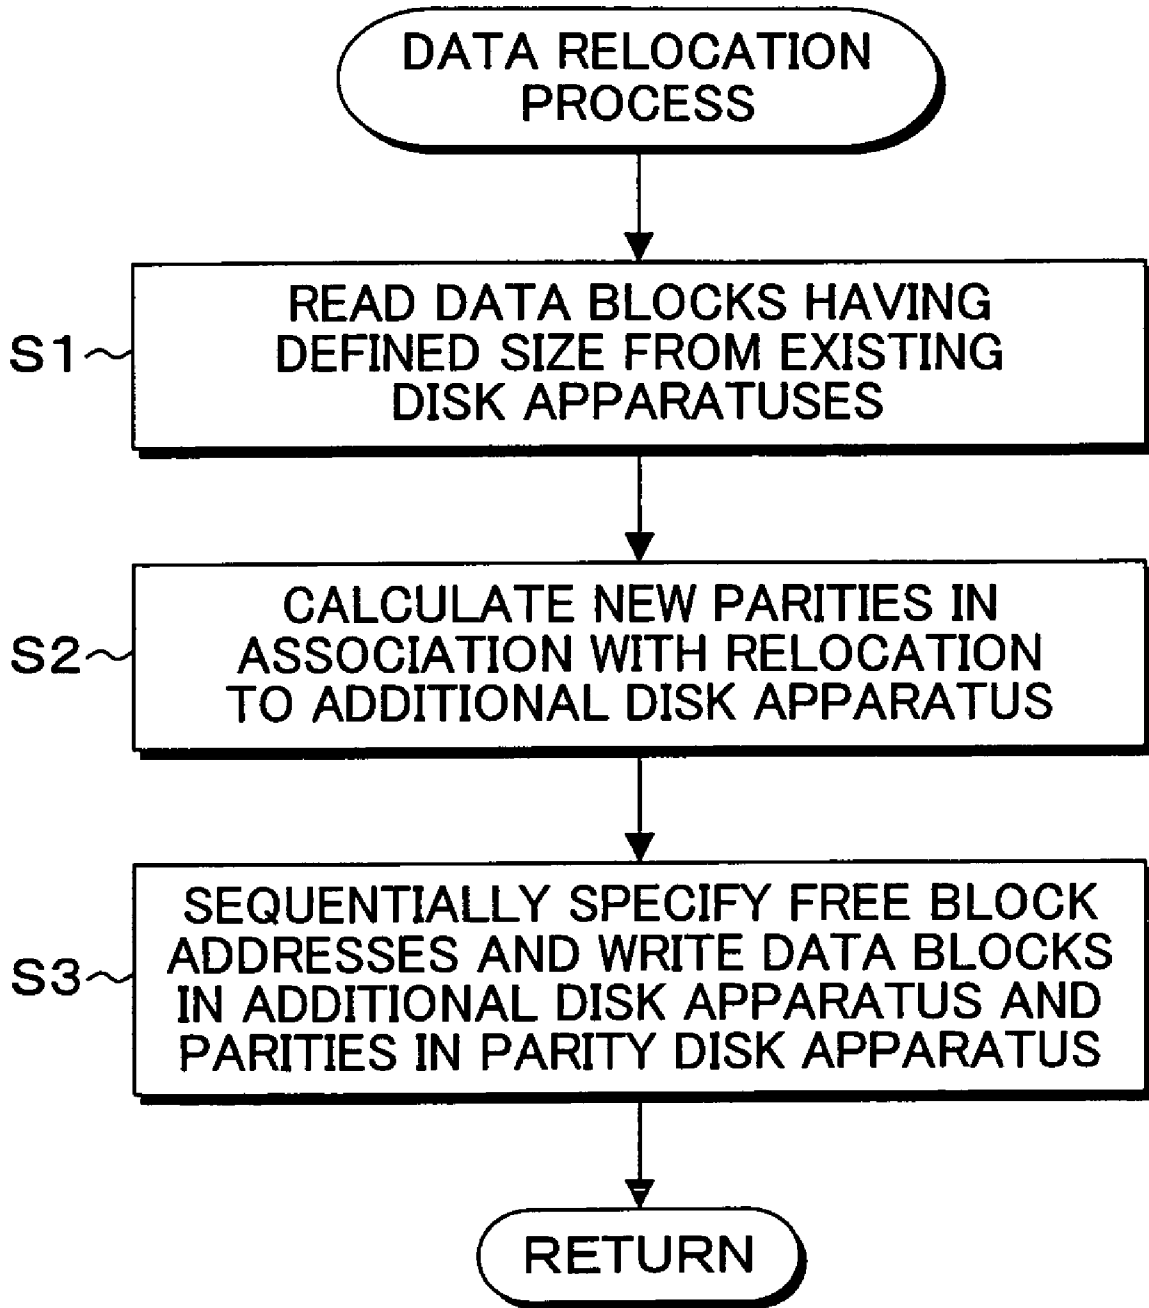 DATA RELOCATION
PROCESS
READ DATA BLOCKS HAVING
S1
DEFINED SIZE FROM EXISTING
DISK APPARATUSES
CALCULATE NEW PARITIES IN
S2
ASSOCIATION WITH RELOCATION
TO ADDITIONAL DISK APPARATUS
SEQUENTIALLY SPECIFY FREE BLOCK
ADDRESSES AND WRITE DATA BLOCKS
S3
IN ADDITIONAL DISK APPARATUS AND
PARITIES IN PARITY DISK APPARATUS
RETURN